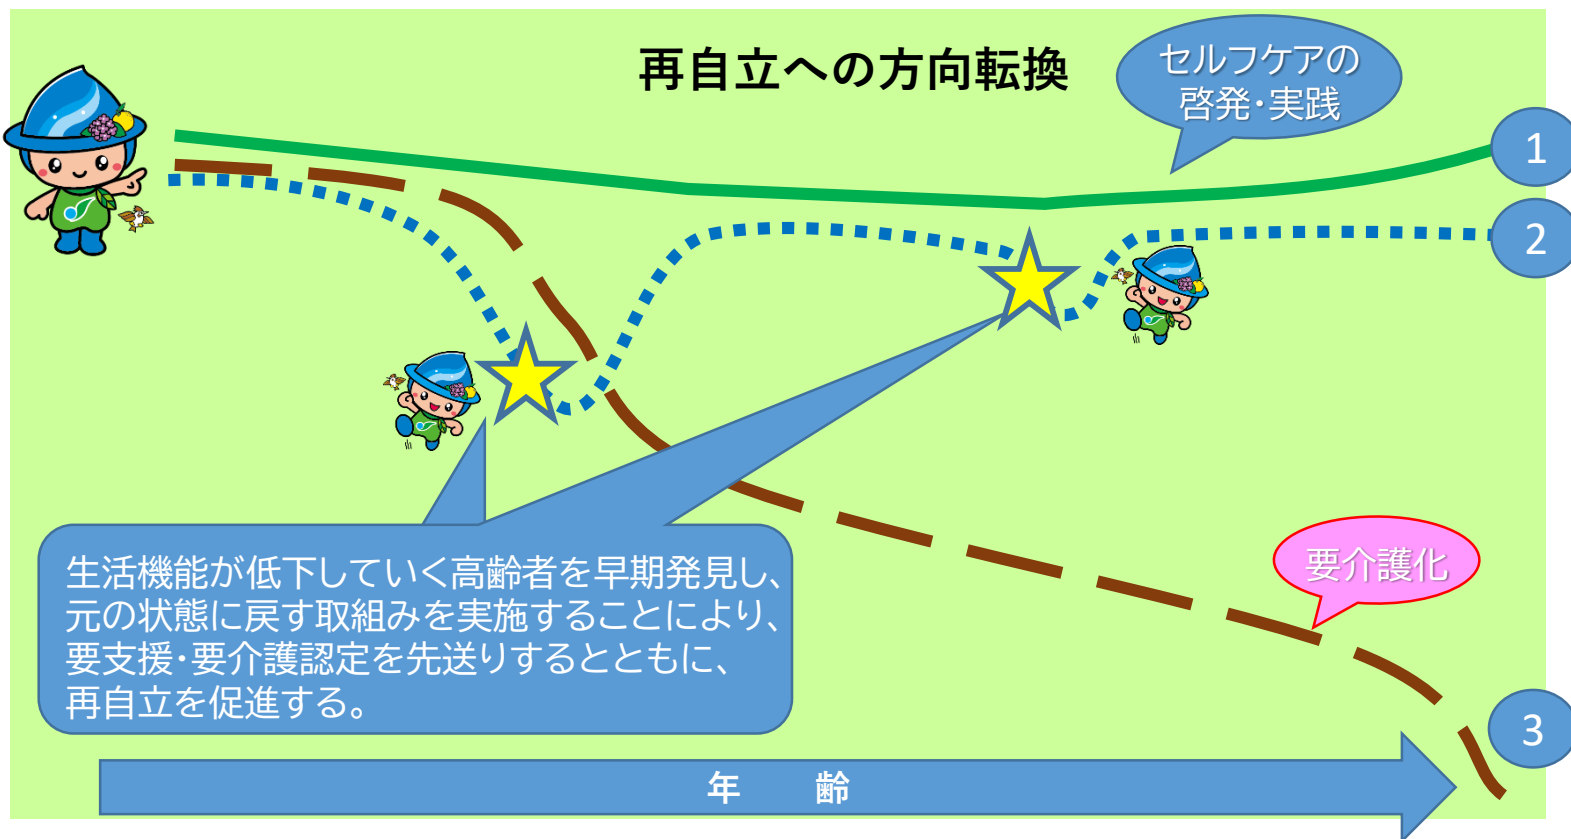 再自立への方向転換
セルフケアの
啓発・実践
1
2
生活機能が低下していく高齢者を早期発見し、
元の状態に戻す取組みを実施することにより、
要支援・要介護認定を先送りするとともに、
再自立を促進する。
要介護化
3
年　齢